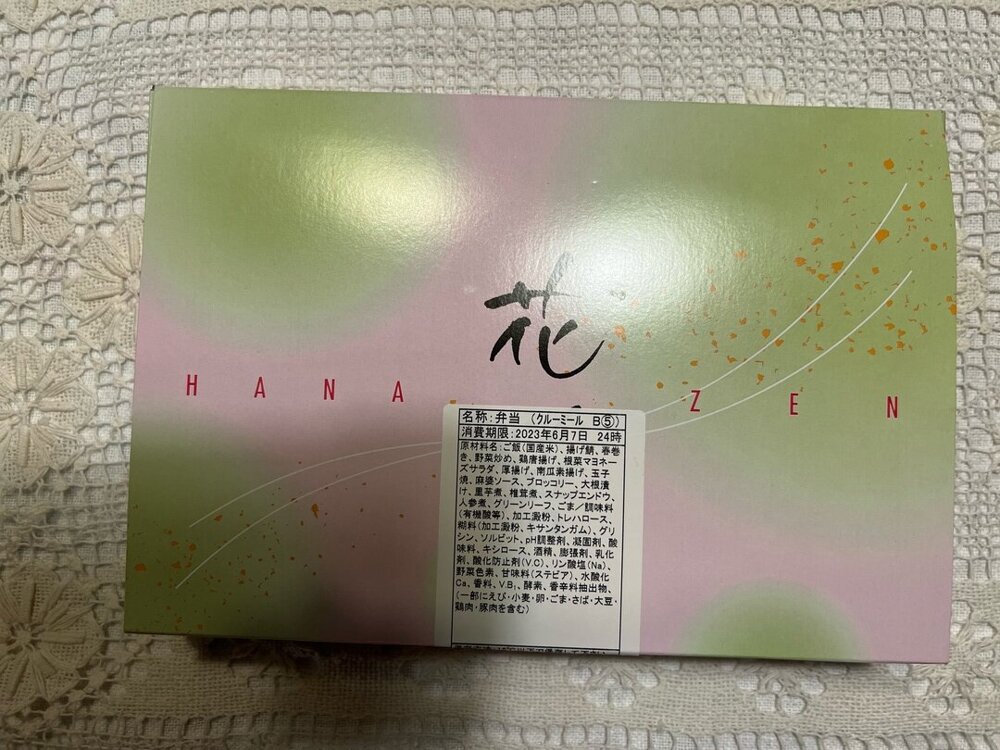 花
HANA ZEN
名称:弁当 (クルーミール B⑤)
消費期限:2023年6月7日 24時
原材料名:ご飯(国産米)、揚げ鯖、春巻
き、野菜炒め、鶏唐揚げ、根菜マヨネー
ズサラダ、厚揚げ、南瓜素揚げ、玉子
焼、麻婆ソース、ブロッコリー、大根漬
け、里芋煮、椎茸煮、スナップエンドウ、
人参煮、グリーンリーフ、ごま/調味料
(有機酸等)、加工澱粉、トレハロース、
糊料(加工澱粉、キサンタンガム)、グリ
シン、ソルビット、pH調整剤、凝固剤、酸
味料、キシロース、酒精、膨張剤、乳化
剤、酸化防止剤(V.C)、リン酸塩(Na)、
野菜色素、甘味料(ステビア)、水酸化
Ca、香料、V.B₁、酵素、香辛料抽出物、
(一部にえび・小麦・卵・ごま・さば・大豆・
鶏肉・豚肉を含む)